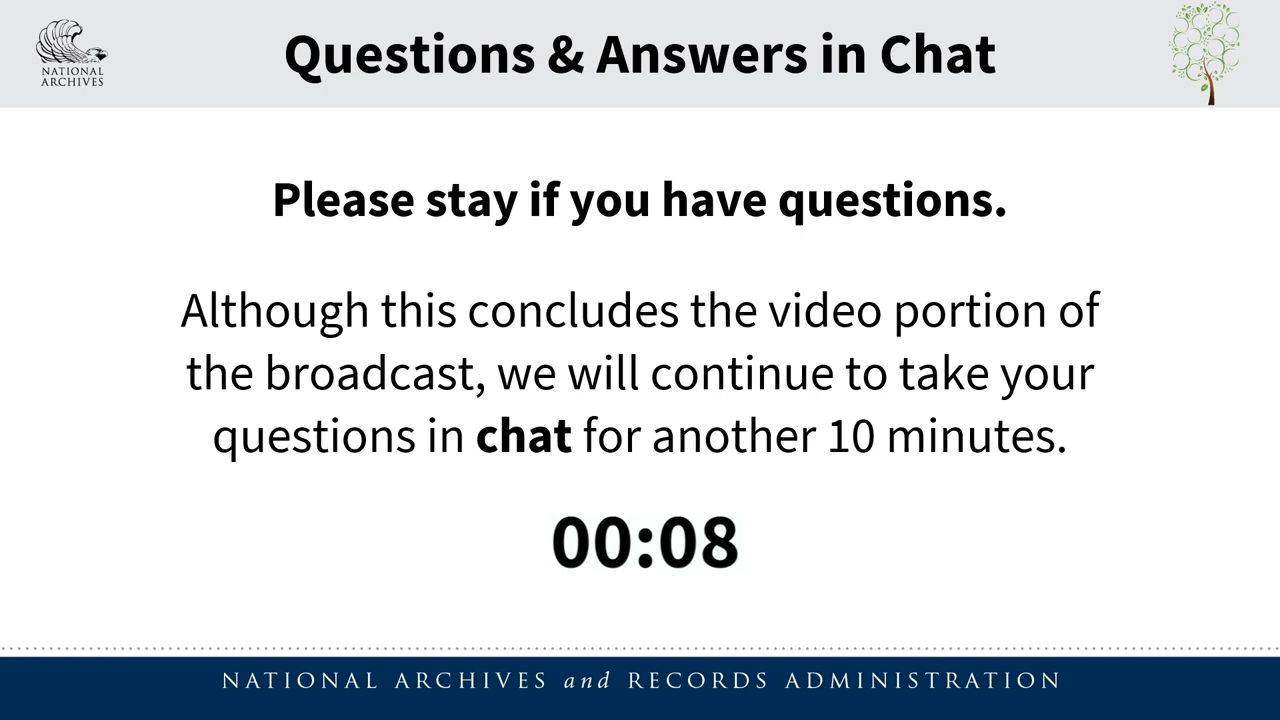 NATIONAL
ARCHIVES
Questions & Answers in Chat
Please stay if you have questions.
Although this concludes the video portion of
the broadcast, we will continue to take your
questions in chat for another 10 minutes.
00:08
NATIONAL ARCHIVES and RECORDS ADMINISTRATION